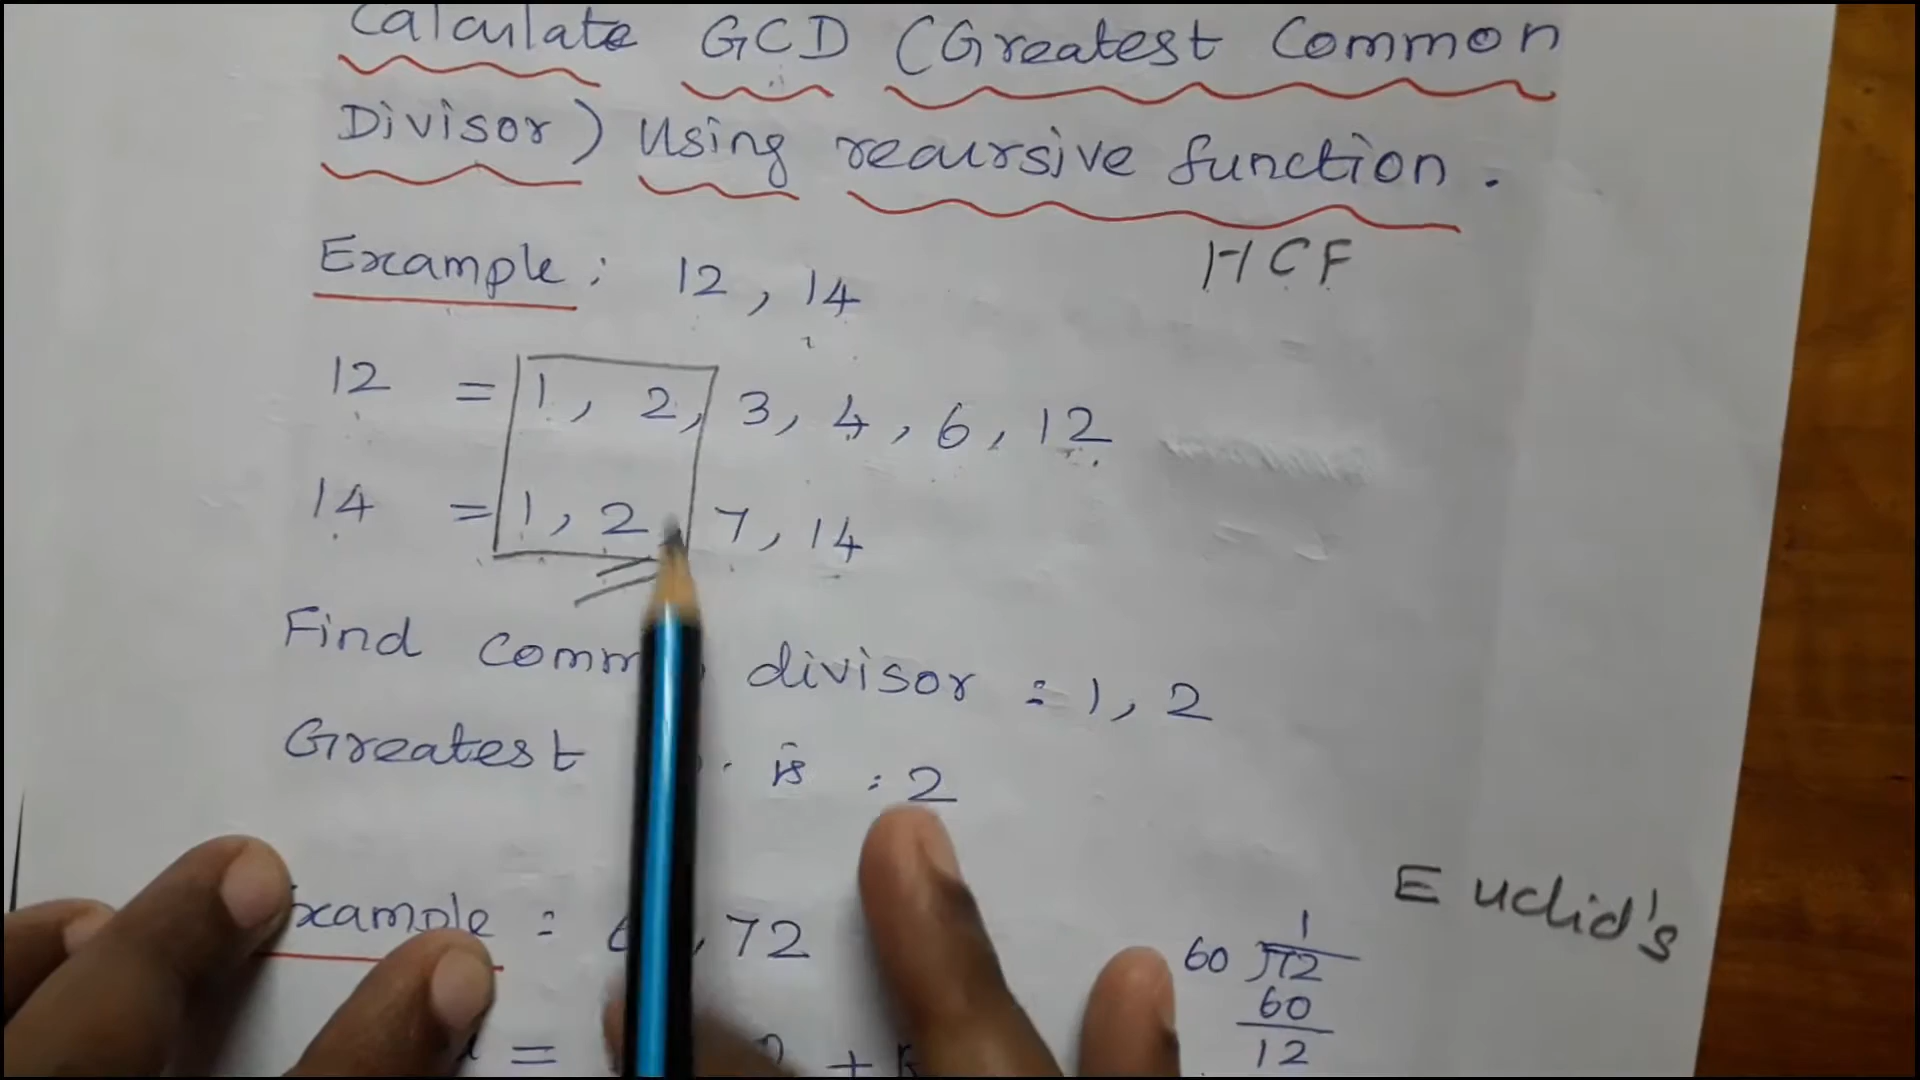 Calculate GCD (Greatest Common
Divisor) Using recursive function.
HCF
Example: 12, 14
12 = 1, 2, 3, 4, 6, 12
14 = 1, 2, 7, 14
Find divisor = 1, 2
Greatest is : 2
Euclid's
, 72
1
60 72
60
12
= +